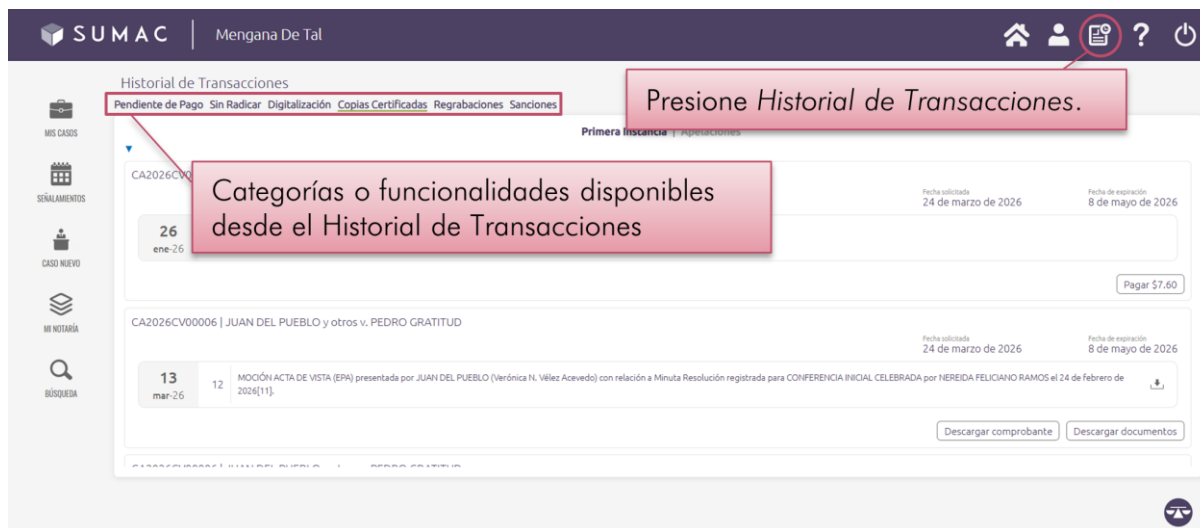 SUMAC
Mengana De Tal
?
Historial de Transacciones
Pendiente de Pago Sin Radicar Digitalización Copias Certificadas Regrabaciones Sanciones
Presione Historial de Transacciones.
Primera Instancia | Apelaciones
MIS CASOS
SEÑALAMIENTOS
CASO NUEVO
MI NOTARÍA
BÚSQUEDA
Categorías o funcionalidades disponibles
desde el Historial de Transacciones
Fecha solicitada
24 de marzo de 2026
Fecha de expiración
8 de mayo de 2026
26
ene-26
Pagar $7.60
CA2026CV00006 | JUAN DEL PUEBLO y otros v. PEDRO GRATITUD
Fecha solicitada
24 de marzo de 2026
Fecha de expiración
8 de mayo de 2026
13
mar-26
12
MOCIÓN ACTA DE VISTA (EPA) presentada por JUAN DEL PUEBLO (Verónica N. Vélez Acevedo) con relación a Minuta Resolución registrada para CONFERENCIA INICIAL CELEBRADA por NEREIDA FELICIANO RAMOS el 24 de febrero de
2026[11].
Descargar comprobante
Descargar documentos